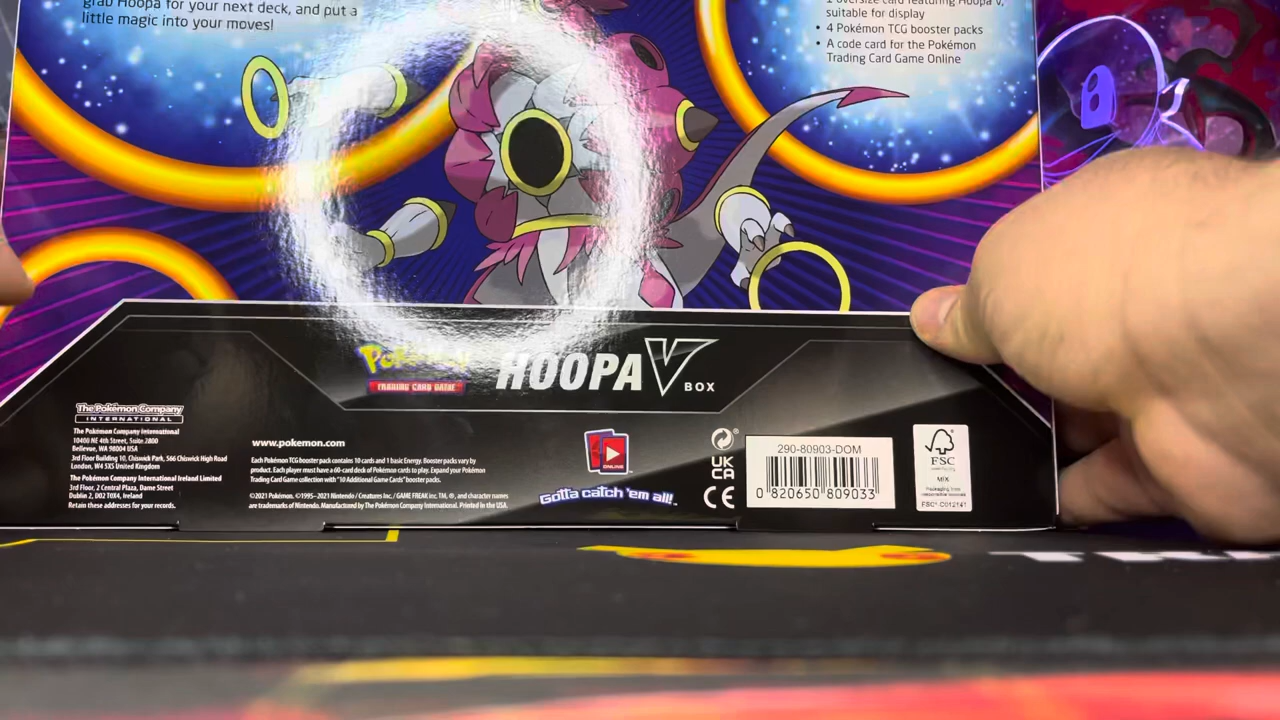 grab Hoopa for your next deck, and put a
little magic into your moves!
1 oversize card featuring Hoopa V,
suitable for display
• 4 Pokémon TCG booster packs
• A code card for the Pokémon
Trading Card Game Online
Pokémon
TRADING CARD GAME
HOOPA V BOX
The Pokémon Company
INTERNATIONAL
The Pokémon Company International
10400 NE 4th Street, Suite 2800
Bellevue, WA 98004 USA
3rd Floor Building 10, Chiswick Park, 566 Chiswick High Road
London, W4 5XS United Kingdom
The Pokémon Company International Ireland Limited
3rd Floor, 2 Central Plaza, Dame Street
Dublin 2, D02 T0X4, Ireland
Retain these addresses for your records.
www.pokemon.com
Each Pokémon TCG booster pack contains 10 cards and 1 basic Energy. Booster packs vary by
product. Each player must have a 60-card deck of Pokémon cards to play. Expand your Pokémon
Trading Card Game collection with "10 Additional Game Cards" booster packs.
©2021 Pokémon. ©1995–2021 Nintendo / Creatures Inc. / GAME FREAK inc. TM, ®, and character names
are trademarks of Nintendo. Manufactured by The Pokémon Company International. Printed in the USA.
ONLINE
Gotta catch 'em all!™
UK
CA
CE
290-80903-DOM
0 820650 809033
FSC
MIX
Packaging from
responsible sources
FSC® C012141